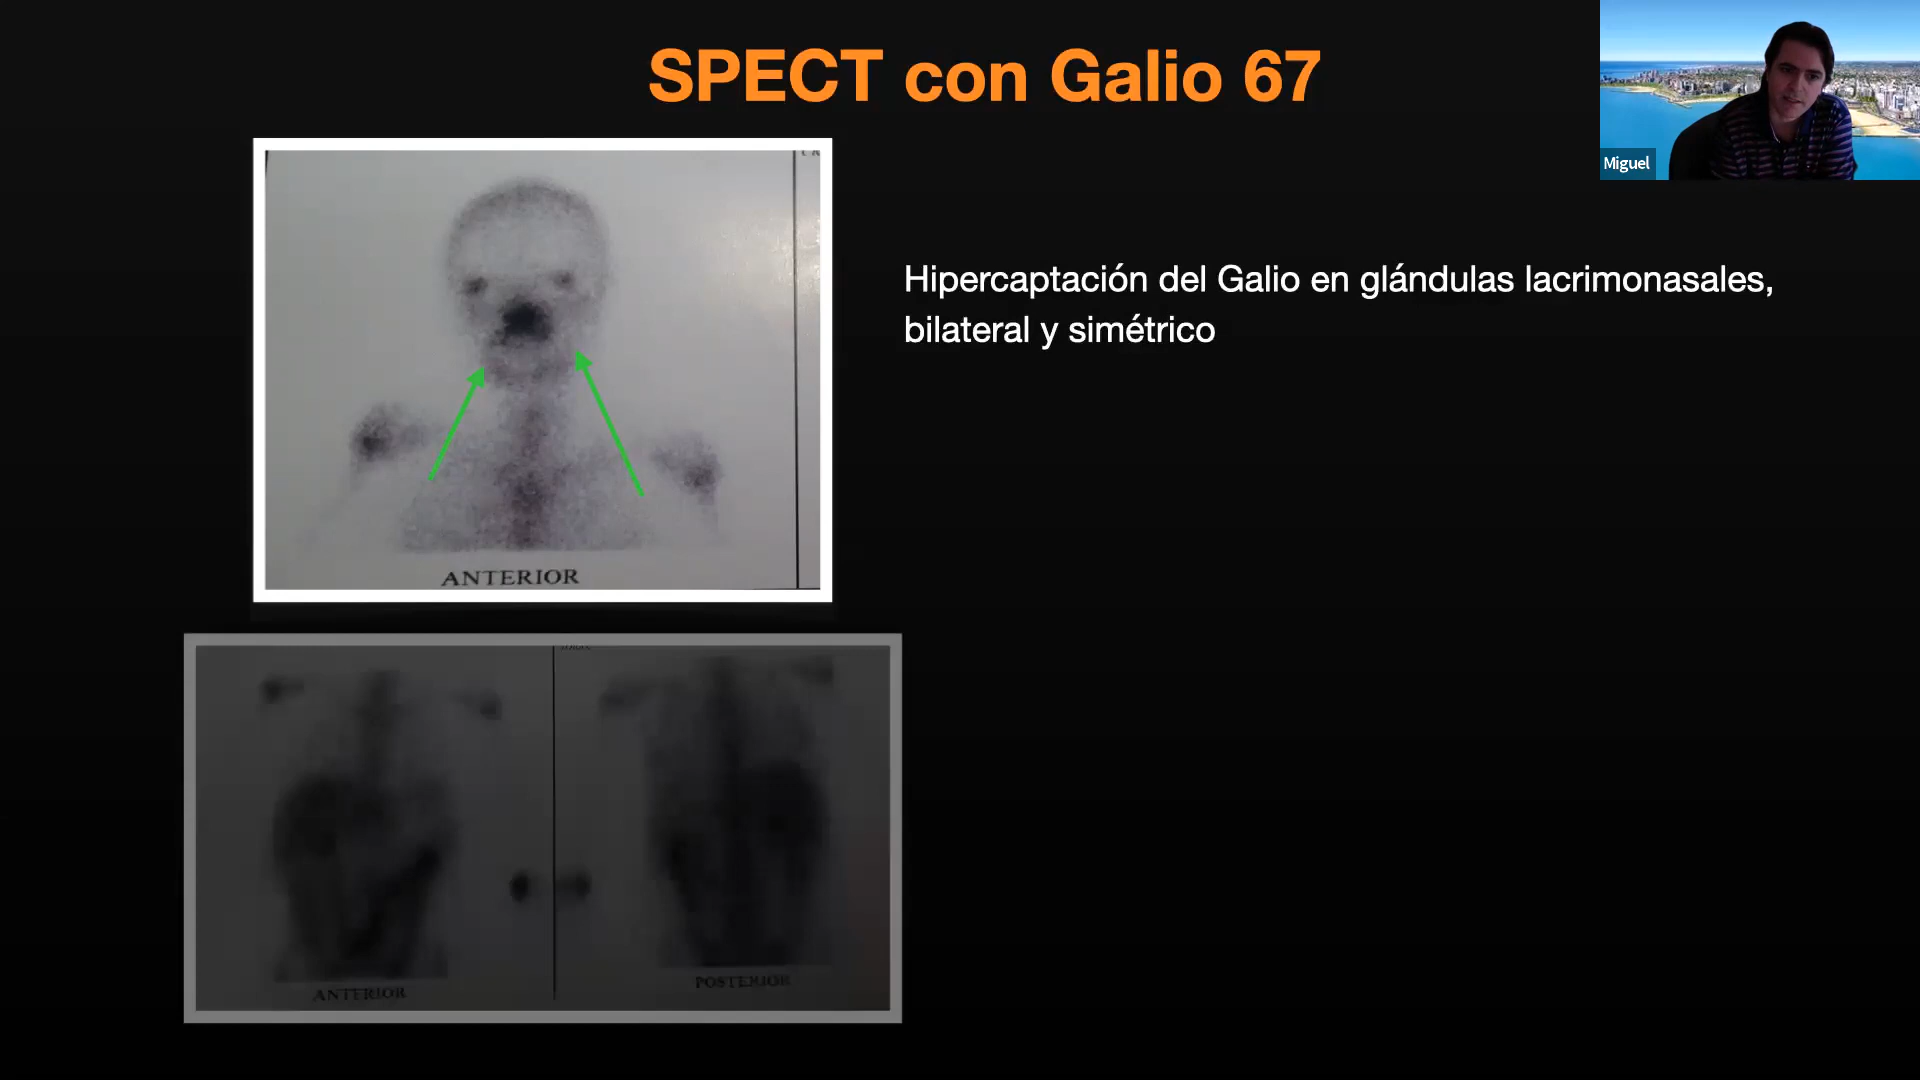 SPECT con Galio 67
Miguel
Hipercaptación del Galio en glándulas lacrimonasales,
bilateral y simétrico
ANTERIOR
ANTERIOR
POSTERIOR